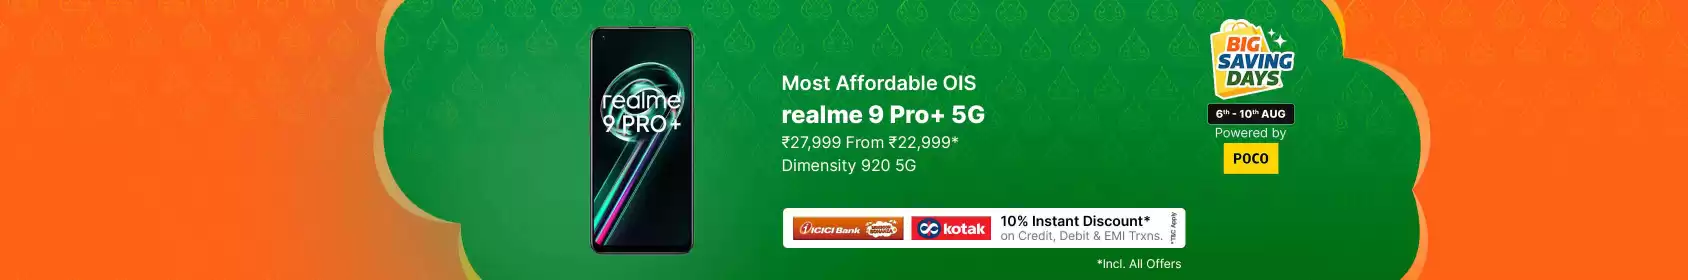 realme
9 PRO+
Most Affordable OIS
realme 9 Pro+ 5G
₹27,999 From ₹22,999*
Dimensity 920 5G
ICICI Bank
kotak
10% Instant Discount*
on Credit, Debit & EMI Trxns.
*T&C Apply
*Incl. All Offers
BIG
SAVING
DAYS
6th - 10th AUG
Powered by
POCO